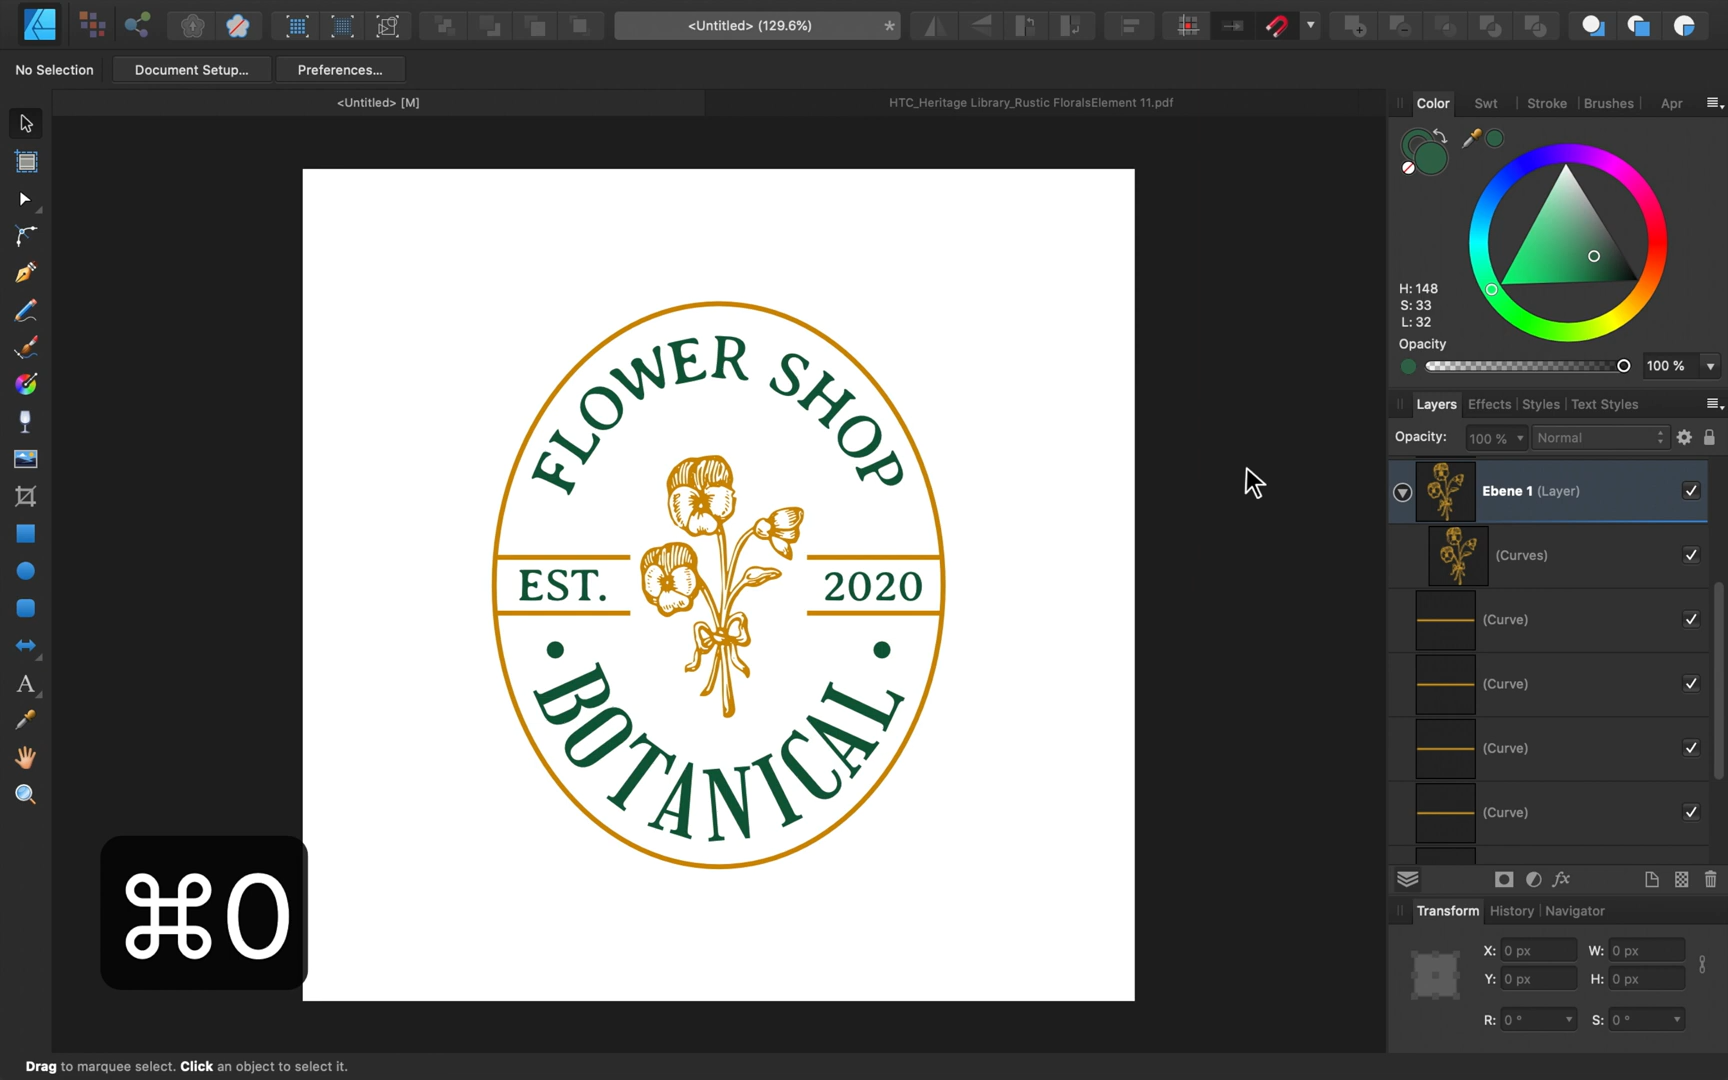 <Untitled> (129.6%)
*
No Selection
Document Setup...
Preferences...
<Untitled> [M]
HTC_Heritage Library_Rustic FloralsElement 11.pdf
Color
Swt
Stroke
Brushes
Apr
H: 148
S: 33
L: 32
Opacity
100 %
Layers
Effects
Styles
Text Styles
Opacity:
100 %
Normal
Ebene 1 (Layer)
(Curves)
(Curve)
(Curve)
(Curve)
(Curve)
fx
Transform
History
Navigator
X: 0 px
W: 0 px
Y: 0 px
H: 0 px
R: 0 °
S: 0 °
FLOWER SHOP
EST.
2020
BOTANICAL
A
⌘0
Drag to marquee select. Click an object to select it.